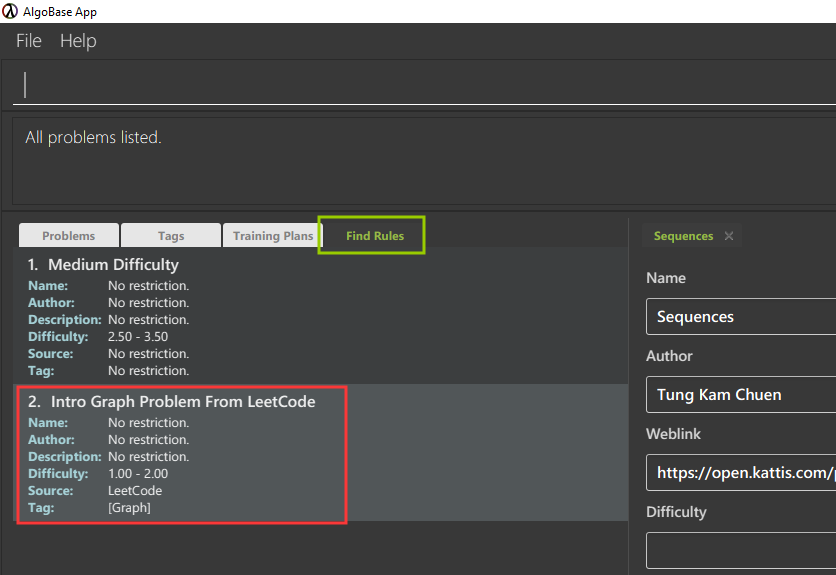 AlgoBase App
File Help
All problems listed.
Problems Tags Training Plans Find Rules
1. Medium Difficulty
Name: No restriction.
Author: No restriction.
Description: No restriction.
Difficulty: 2.50 - 3.50
Source: No restriction.
Tag: No restriction.
2. Intro Graph Problem From LeetCode
Name: No restriction.
Author: No restriction.
Description: No restriction.
Difficulty: 1.00 - 2.00
Source: LeetCode
Tag: [Graph]
Sequences ✕
Name
Sequences
Author
Tung Kam Chuen
Weblink
https://open.kattis.com/p
Difficulty